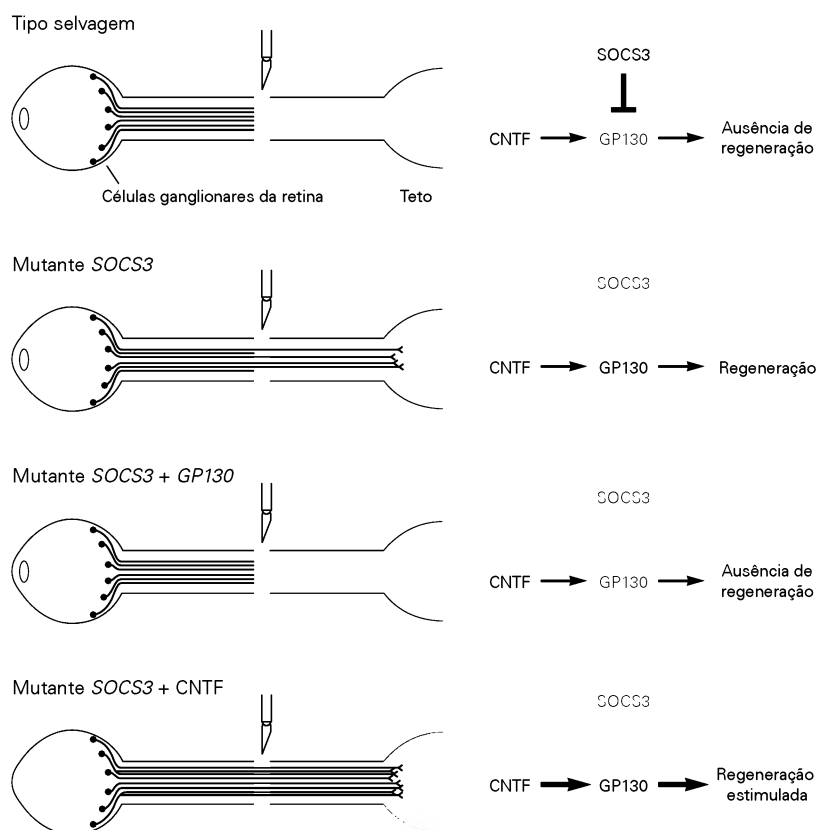 Tipo selvagem
SOCS3
CNTF
GP130
Ausência de
regeneração
Células ganglionares da retina
Teto
Mutante SOCS3
SOCS3
CNTF
GP130
Regeneração
Mutante SOCS3 + GP130
SOCS3
CNTF
GP130
Ausência de
regeneração
Mutante SOCS3 + CNTF
SOCS3
CNTF
GP130
Regeneração
estimulada